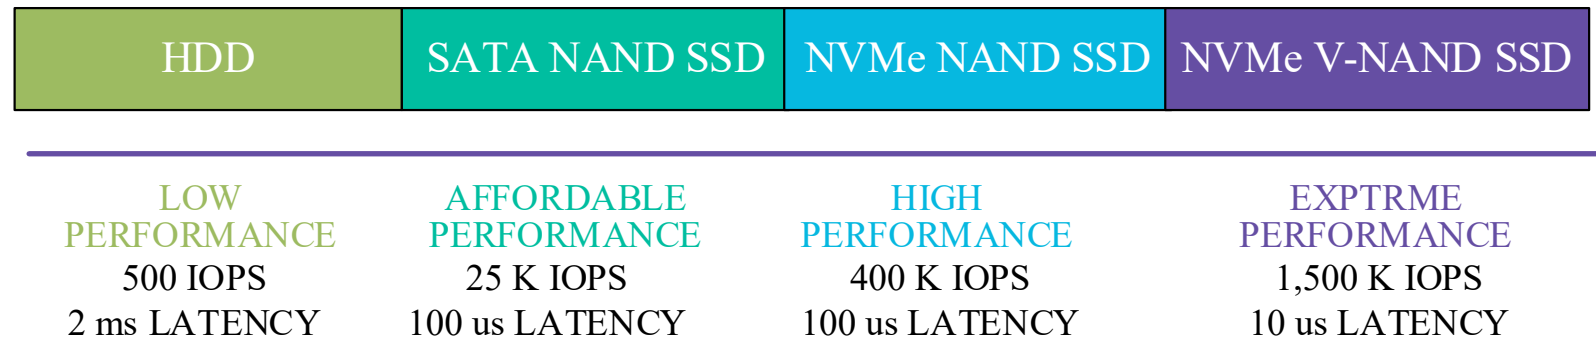 HDD
SATA NAND SSD
NVMe NAND SSD
NVMe V-NAND SSD
LOW
PERFORMANCE
500 IOPS
2 ms LATENCY
AFFORDABLE
PERFORMANCE
25 K IOPS
100 us LATENCY
HIGH
PERFORMANCE
400 K IOPS
100 us LATENCY
EXPTRME
PERFORMANCE
1,500 K IOPS
10 us LATENCY